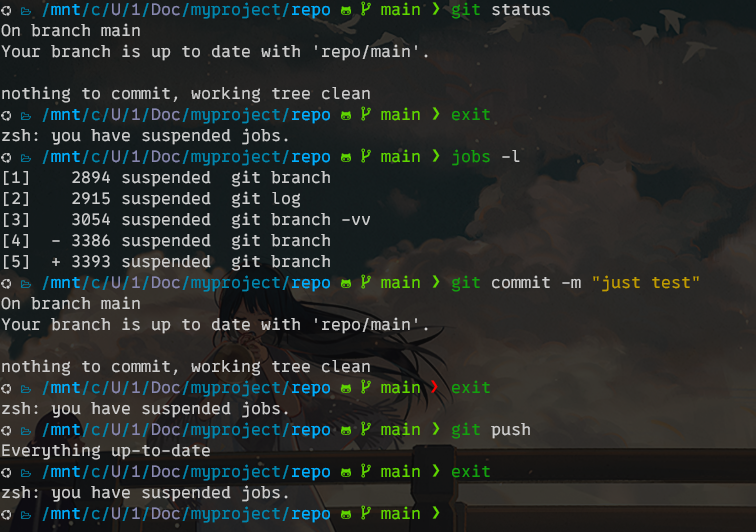 /mnt/c/U/1/Doc/myproject/repo main ❯ git status
On branch main
Your branch is up to date with 'repo/main'.
nothing to commit, working tree clean
/mnt/c/U/1/Doc/myproject/repo main ❯ exit
zsh: you have suspended jobs.
/mnt/c/U/1/Doc/myproject/repo main ❯ jobs -l
[1]    2894 suspended  git branch
[2]    2915 suspended  git log
[3]    3054 suspended  git branch -vv
[4]  - 3386 suspended  git branch
[5]  + 3393 suspended  git branch
/mnt/c/U/1/Doc/myproject/repo main ❯ git commit -m "just test"
On branch main
Your branch is up to date with 'repo/main'.
nothing to commit, working tree clean
/mnt/c/U/1/Doc/myproject/repo main ❯ exit
zsh: you have suspended jobs.
/mnt/c/U/1/Doc/myproject/repo main ❯ git push
Everything up-to-date
/mnt/c/U/1/Doc/myproject/repo main ❯ exit
zsh: you have suspended jobs.
/mnt/c/U/1/Doc/myproject/repo main ❯